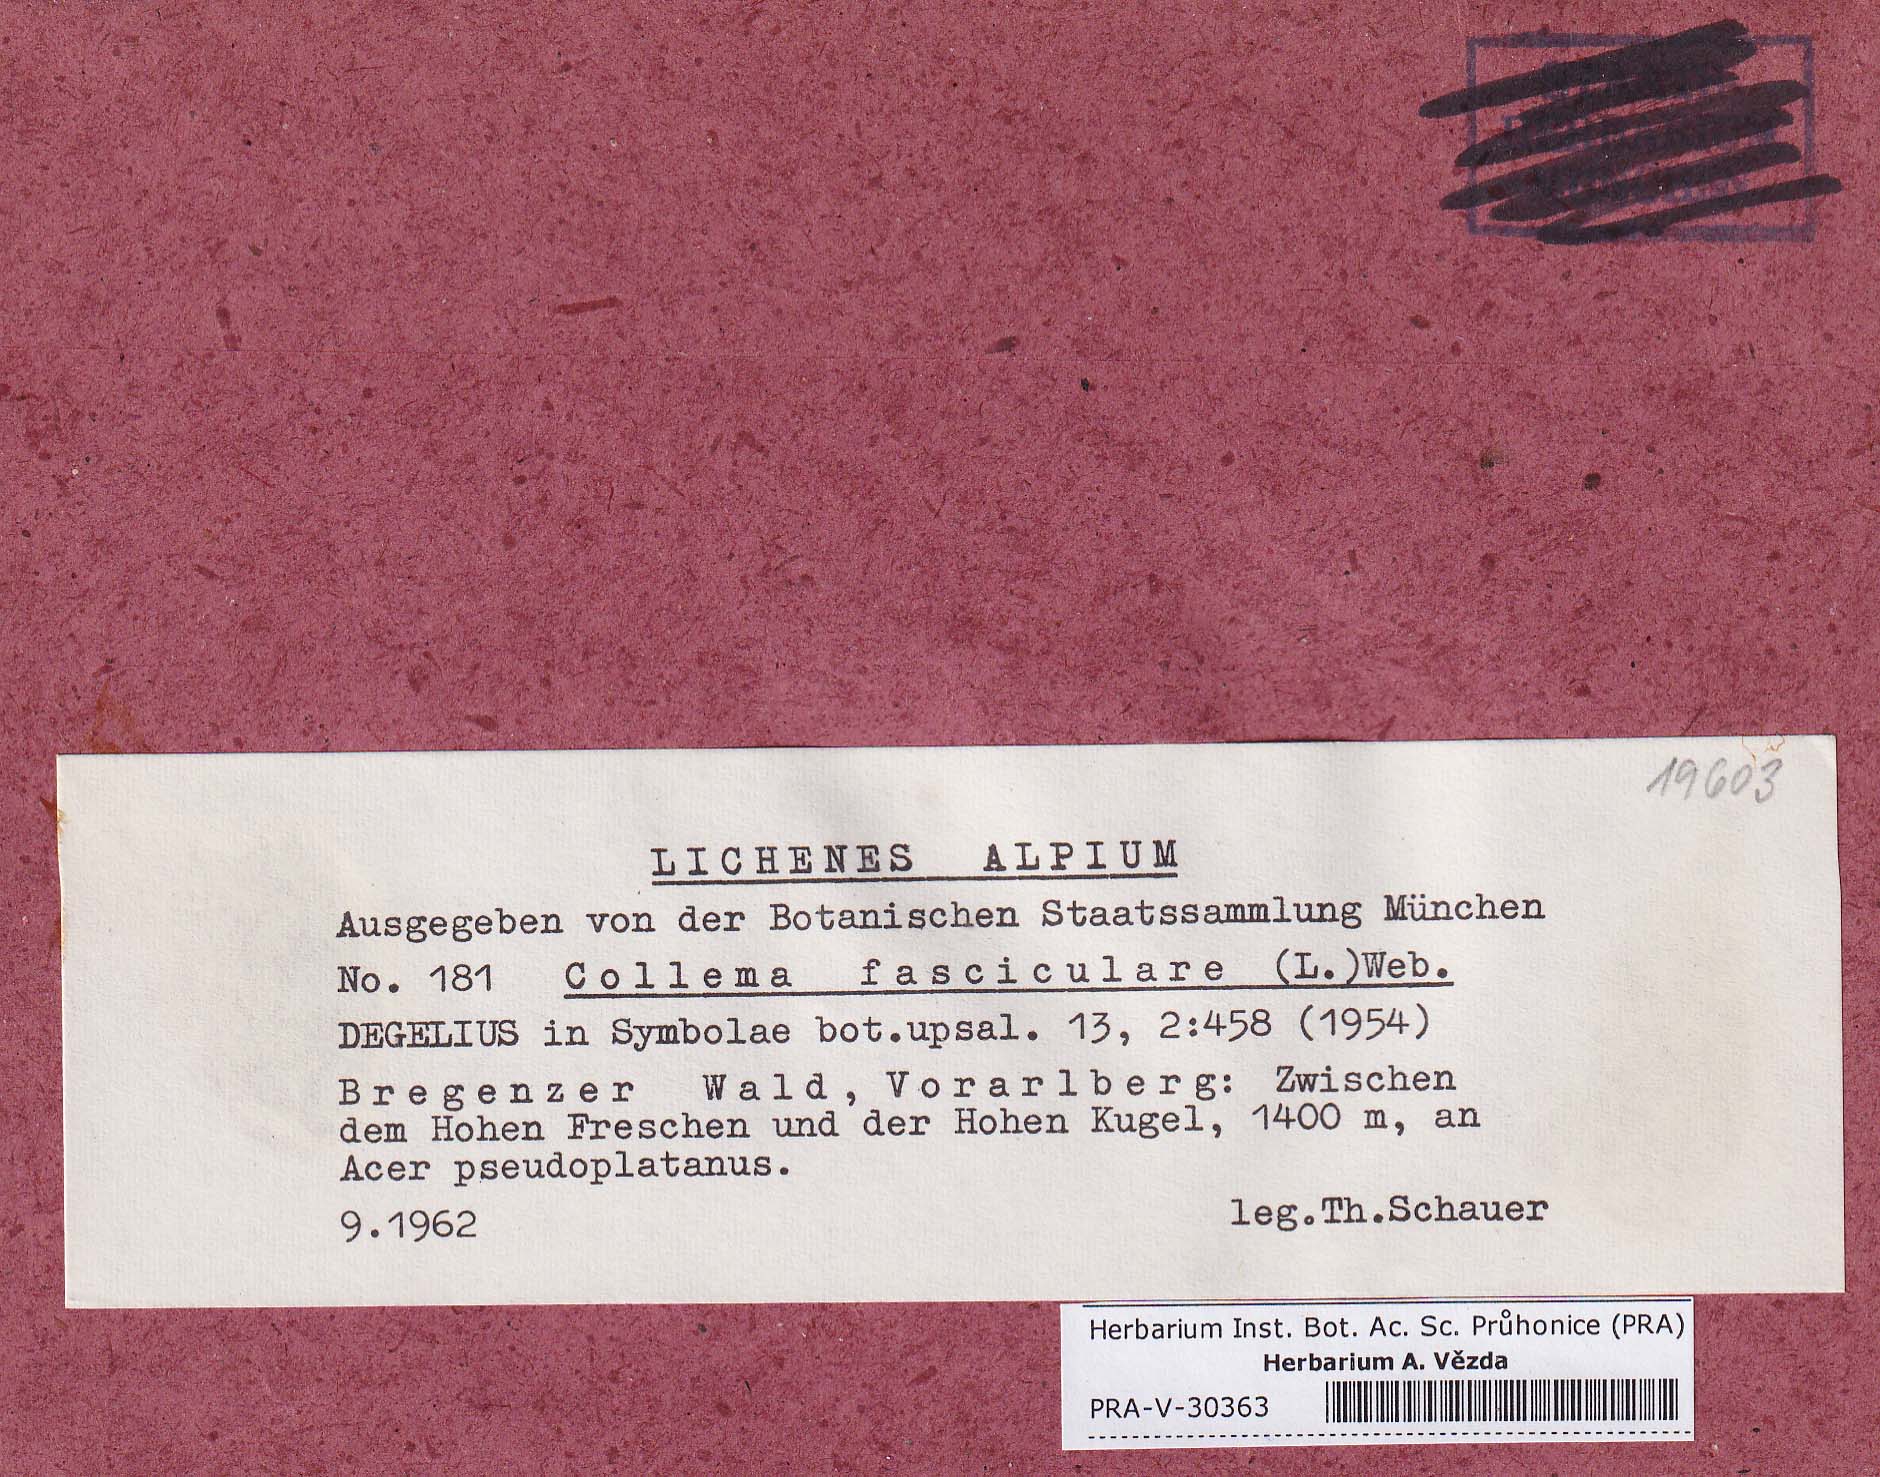 19603
LICHENES ALPIUM
Ausgegeben von der Botanischen Staatssammlung München
No. 181 Collema fasciculare (L.)Web.
DEGELIUS in Symbolae bot.upsal. 13, 2:458 (1954)
Bregenzer Wald, Vorarlberg: Zwischen
dem Hohen Freschen und der Hohen Kugel, 1400 m, an
Acer pseudoplatanus.
9.1962 leg.Th.Schauer
Herbarium Inst. Bot. Ac. Sc. Průhonice (PRA)
Herbarium A. Vězda
PRA-V-30363